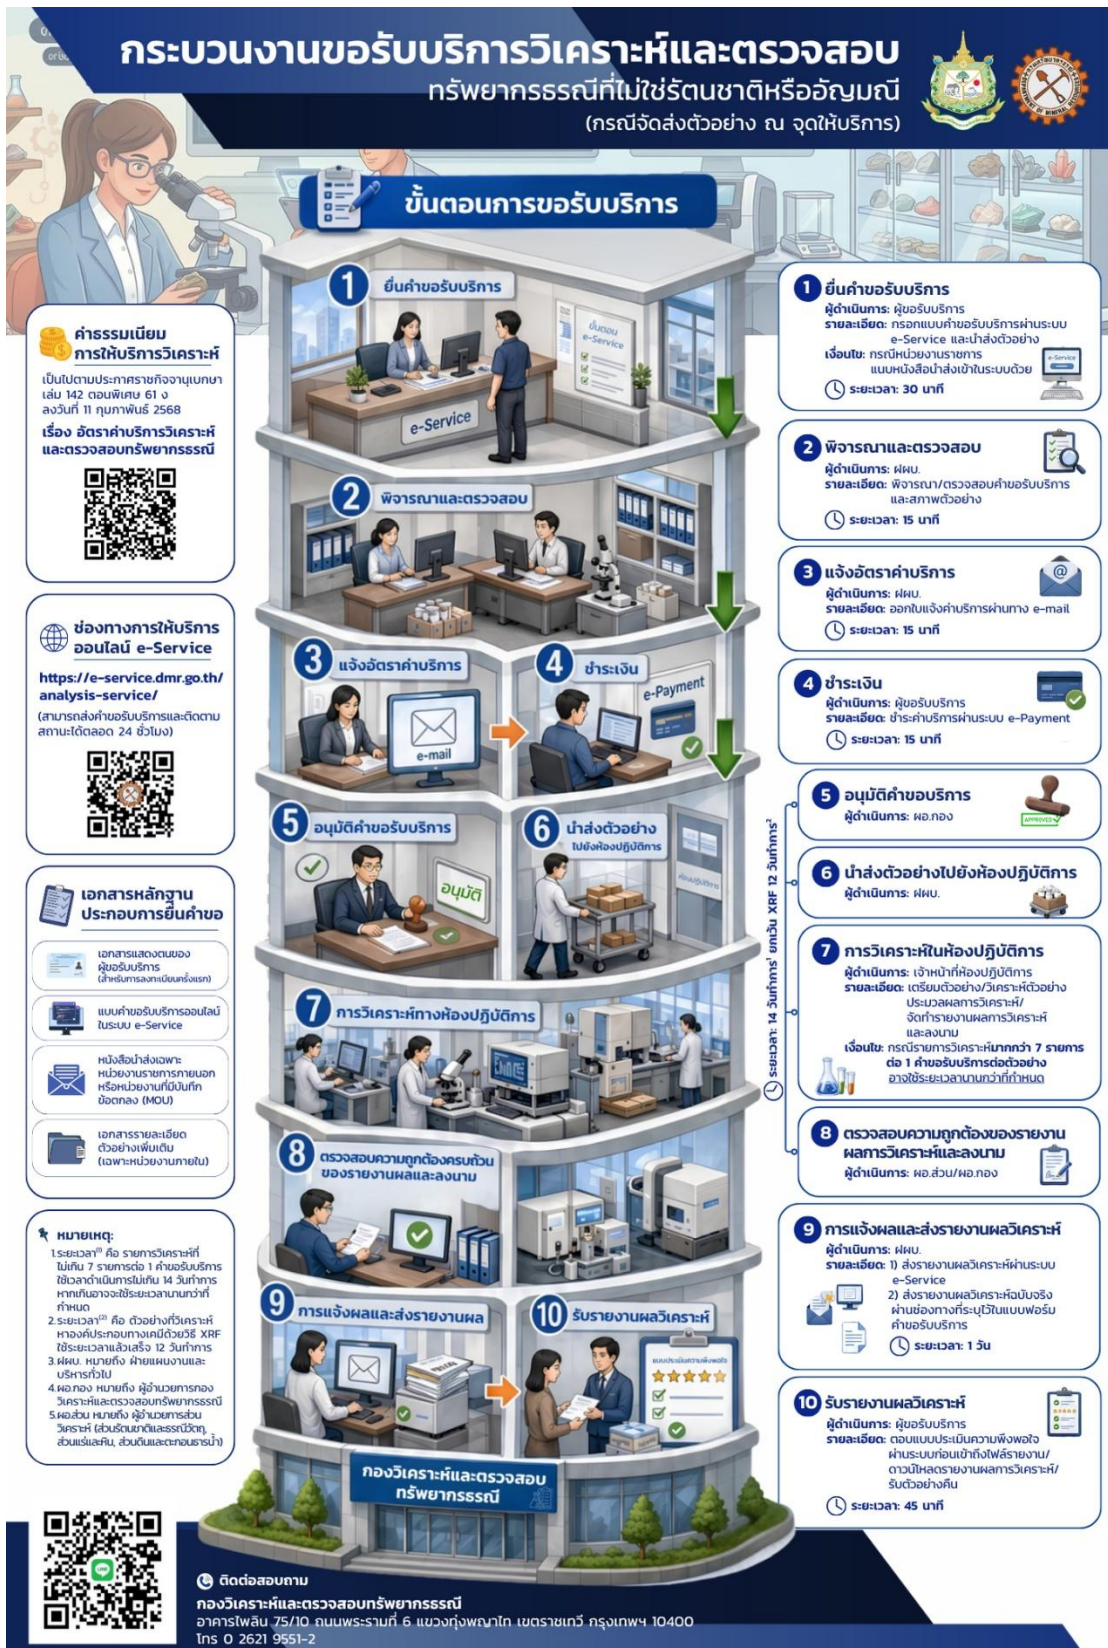 กระบวนงานขอรับบริการวิเคราะห์และตรวจสอบ
ทรัพยากรธรณีที่ไม่ใช่รัตนชาติหรืออัญมณี
(กรณีจัดส่งตัวอย่าง ณ จุดให้บริการ)
ขั้นตอนการขอรับบริการ
ค่าธรรมเนียม
การให้บริการวิเคราะห์
เป็นไปตามประกาศราชกิจจานุเบกษา
เล่ม 142 ตอนพิเศษ 61 ง
ลงวันที่ 11 กุมภาพันธ์ 2568
เรื่อง อัตราค่าบริการวิเคราะห์
และตรวจสอบทรัพยากรธรณี
ช่องทางการให้บริการ
ออนไลน์ e-Service
https://e-service.dmr.go.th/
analysis-service/
(สามารถส่งคำขอรับบริการและติดตาม
สถานะได้ตลอด 24 ชั่วโมง)
เอกสารหลักฐาน
ประกอบการยื่นคำขอ
เอกสารแสดงตนของ
ผู้ขอรับบริการ
(สำหรับการลงทะเบียนครั้งแรก)
แบบคำขอรับบริการออนไลน์
ในระบบ e-Service
หนังสือนำส่งเฉพาะ
หน่วยงานราชการภายนอก
หรือหน่วยงานที่มีบันทึก
ข้อตกลง (MOU)
เอกสารรายละเอียด
ตัวอย่างเพิ่มเติม
(เฉพาะหน่วยงานภายใน)
หมายเหตุ:
1.ระยะเวลา⁽¹⁾ คือ รายการวิเคราะห์ที่
ไม่เกิน 7 รายการต่อ 1 คำขอรับบริการ
ใช้เวลาดำเนินการไม่เกิน 14 วันทำการ
หากเกินอาจจะใช้ระยะเวลานานกว่าที่
กำหนด
2.ระยะเวลา⁽²⁾ คือ ตัวอย่างที่วิเคราะห์
หาองค์ประกอบทางเคมีด้วยวิธี XRF
ใช้ระยะเวลาแล้วเสร็จ 12 วันทำการ
3.ฝผบ. หมายถึง ฝ่ายแผนงานและ
บริหารทั่วไป
4.ผอ.กอง หมายถึง ผู้อำนวยการกอง
วิเคราะห์และตรวจสอบทรัพยากรธรณี
5.ผอ.ส่วน หมายถึง ผู้อำนวยการส่วน
วิเคราะห์ (ส่วนรัตนชาติและธรณีวัตถุ,
ส่วนแร่และหิน, ส่วนดินและตะกอนธารน้ำ)
1 ยื่นคำขอรับบริการ
ขั้นตอน
e-Service
e-Service
2 พิจารณาและตรวจสอบ
3 แจ้งอัตราค่าบริการ
e-mail
4 ชำระเงิน
e-Payment
5 อนุมัติคำขอรับบริการ
อนุมัติ
6 นำส่งตัวอย่าง
ไปยังห้องปฏิบัติการ
ห้องปฏิบัติการ
7 การวิเคราะห์ทางห้องปฏิบัติการ
8 ตรวจสอบความถูกต้องครบถ้วน
ของรายงานผลและลงนาม
9 การแจ้งผลและส่งรายงานผล
10 รับรายงานผลวิเคราะห์
แบบประเมินความพึงพอใจ
กองวิเคราะห์และตรวจสอบ
ทรัพยากรธรณี
1 ยื่นคำขอรับบริการ
ผู้ดำเนินการ: ผู้ขอรับบริการ
รายละเอียด: กรอกแบบคำขอรับบริการผ่านระบบ
e-Service และนำส่งตัวอย่าง
เงื่อนไข: กรณีหน่วยงานราชการ
แนบหนังสือนำส่งเข้าในระบบด้วย
e-Service
ระยะเวลา: 30 นาที
2 พิจารณาและตรวจสอบ
ผู้ดำเนินการ: ฝผบ.
รายละเอียด: พิจารณา/ตรวจสอบคำขอรับบริการ
และสภาพตัวอย่าง
ระยะเวลา: 15 นาที
3 แจ้งอัตราค่าบริการ
ผู้ดำเนินการ: ฝผบ.
รายละเอียด: ออกใบแจ้งค่าบริการผ่านทาง e-mail
ระยะเวลา: 15 นาที
4 ชำระเงิน
ผู้ดำเนินการ: ผู้ขอรับบริการ
รายละเอียด: ชำระค่าบริการผ่านระบบ e-Payment
ระยะเวลา: 15 นาที
ระยะเวลา: 14 วันทำการ¹ ยกเว้น XRF 12 วันทำการ²
5 อนุมัติคำขอบริการ
ผู้ดำเนินการ: ผอ.กอง
APPROVED
6 นำส่งตัวอย่างไปยังห้องปฏิบัติการ
ผู้ดำเนินการ: ฝผบ.
7 การวิเคราะห์ในห้องปฏิบัติการ
ผู้ดำเนินการ: เจ้าหน้าที่ห้องปฏิบัติการ
รายละเอียด: เตรียมตัวอย่าง/วิเคราะห์ตัวอย่าง
ประมวลผลการวิเคราะห์/
จัดทำรายงานผลการวิเคราะห์
และลงนาม
เงื่อนไข: กรณีรายการวิเคราะห์มากกว่า 7 รายการ
ต่อ 1 คำขอรับบริการต่อตัวอย่าง
อาจใช้ระยะเวลานานกว่าที่กำหนด
8 ตรวจสอบความถูกต้องของรายงาน
ผลการวิเคราะห์และลงนาม
ผู้ดำเนินการ: ผอ.ส่วน/ผอ.กอง
9 การแจ้งผลและส่งรายงานผลวิเคราะห์
ผู้ดำเนินการ: ฝผบ.
รายละเอียด: 1) ส่งรายงานผลวิเคราะห์ผ่านระบบ
e-Service
2) ส่งรายงานผลวิเคราะห์ฉบับจริง
ผ่านช่องทางที่ระบุไว้ในแบบฟอร์ม
คำขอรับบริการ
ระยะเวลา: 1 วัน
10 รับรายงานผลวิเคราะห์
ผู้ดำเนินการ: ผู้ขอรับบริการ
รายละเอียด: ตอบแบบประเมินความพึงพอใจ
ผ่านระบบก่อนเข้าถึงไฟล์รายงาน/
ดาวน์โหลดรายงานผลการวิเคราะห์/
รับตัวอย่างคืน
ระยะเวลา: 45 นาที
ติดต่อสอบถาม
กองวิเคราะห์และตรวจสอบทรัพยากรธรณี
อาคารไพลิน 75/10 ถนนพระรามที่ 6 แขวงทุ่งพญาไท เขตราชเทวี กรุงเทพฯ 10400
โทร 0 2621 9551-2